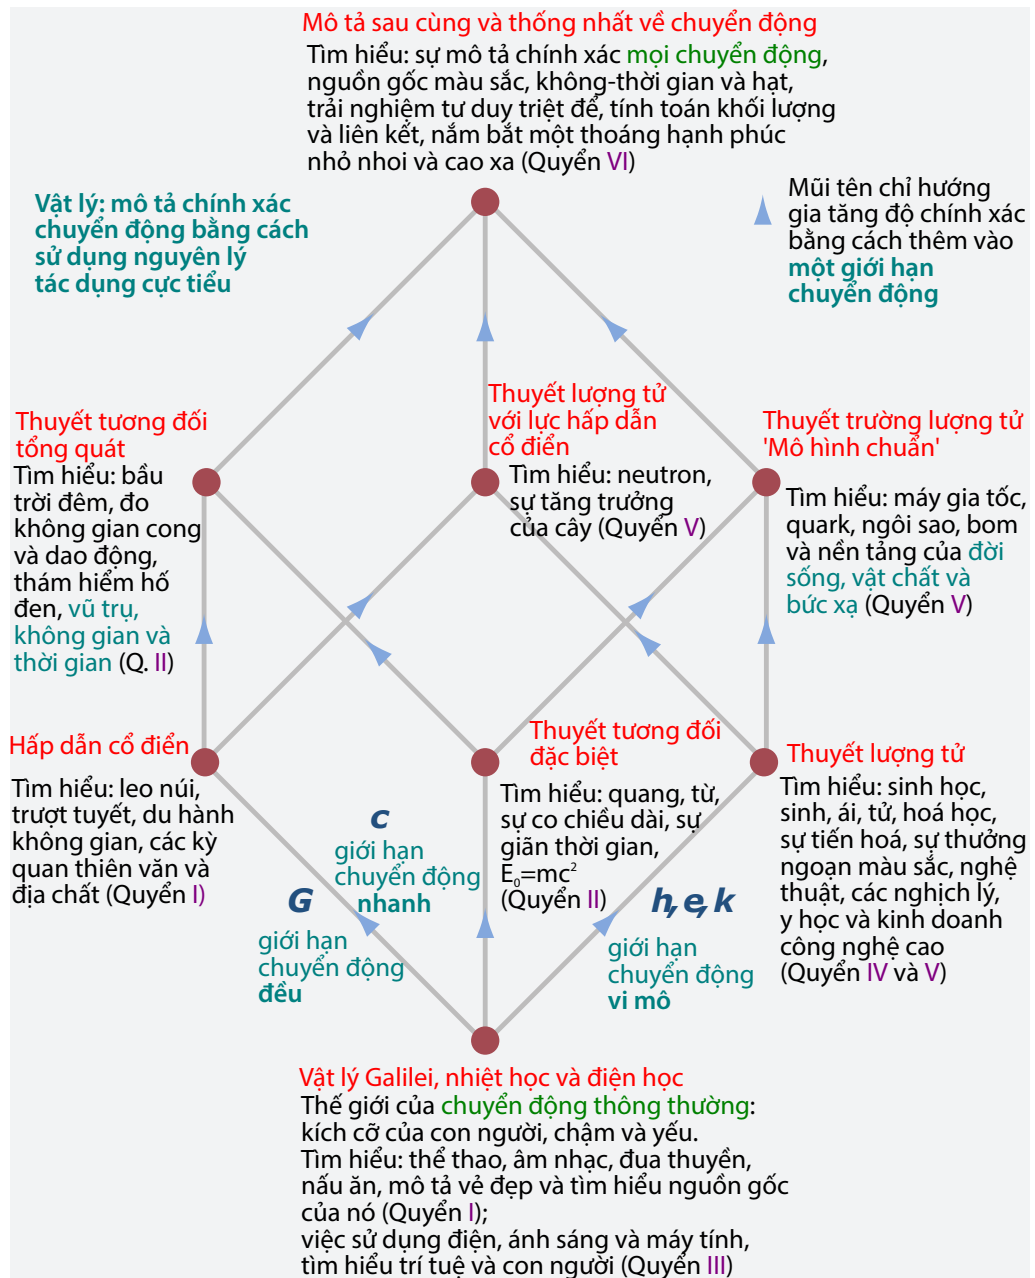 Mô tả sau cùng và thống nhất về chuyển động
Tìm hiểu: sự mô tả chính xác mọi chuyển động,
nguồn gốc màu sắc, không-thời gian và hạt,
trải nghiệm tư duy triệt để, tính toán khối lượng
và liên kết, nắm bắt một thoáng hạnh phúc
nhỏ nhoi và cao xa (Quyển VI)
Vật lý: mô tả chính xác
chuyển động bằng cách
sử dụng nguyên lý
tác dụng cực tiểu
Mũi tên chỉ hướng
gia tăng độ chính xác
bằng cách thêm vào
một giới hạn
chuyển động
Thuyết tương đối
tổng quát
Tìm hiểu: bầu
trời đêm, đo
không gian cong
và dao động,
thám hiểm hố
đen, vũ trụ,
không gian và
thời gian (Q. II)
Thuyết lượng tử
với lực hấp dẫn
cổ điển
Tìm hiểu: neutron,
sự tăng trưởng
của cây (Quyển V)
Thuyết trường lượng tử
'Mô hình chuẩn'
Tìm hiểu: máy gia tốc,
quark, ngôi sao, bom
và nền tảng của đời
sống, vật chất và
bức xạ (Quyển V)
Hấp dẫn cổ điển
Tìm hiểu: leo núi,
trượt tuyết, du hành
không gian, các kỳ
quan thiên văn và
địa chất (Quyển I)
Thuyết tương đối
đặc biệt
Tìm hiểu: quang, từ,
sự co chiều dài, sự
giãn thời gian,
E₀=mc²
(Quyển II)
Thuyết lượng tử
Tìm hiểu: sinh học,
sinh, ái, tử, hoá học,
sự tiến hoá, sự thưởng
ngoạn màu sắc, nghệ
thuật, các nghịch lý,
y học và kinh doanh
công nghệ cao
(Quyển IV và V)
G
giới hạn
chuyển động
đều
c
giới hạn
chuyển động
nhanh
h, e, k
giới hạn
chuyển động
vi mô
Vật lý Galilei, nhiệt học và điện học
Thế giới của chuyển động thông thường:
kích cỡ của con người, chậm và yếu.
Tìm hiểu: thể thao, âm nhạc, đua thuyền,
nấu ăn, mô tả vẻ đẹp và tìm hiểu nguồn gốc
của nó (Quyển I);
việc sử dụng điện, ánh sáng và máy tính,
tìm hiểu trí tuệ và con người (Quyển III)